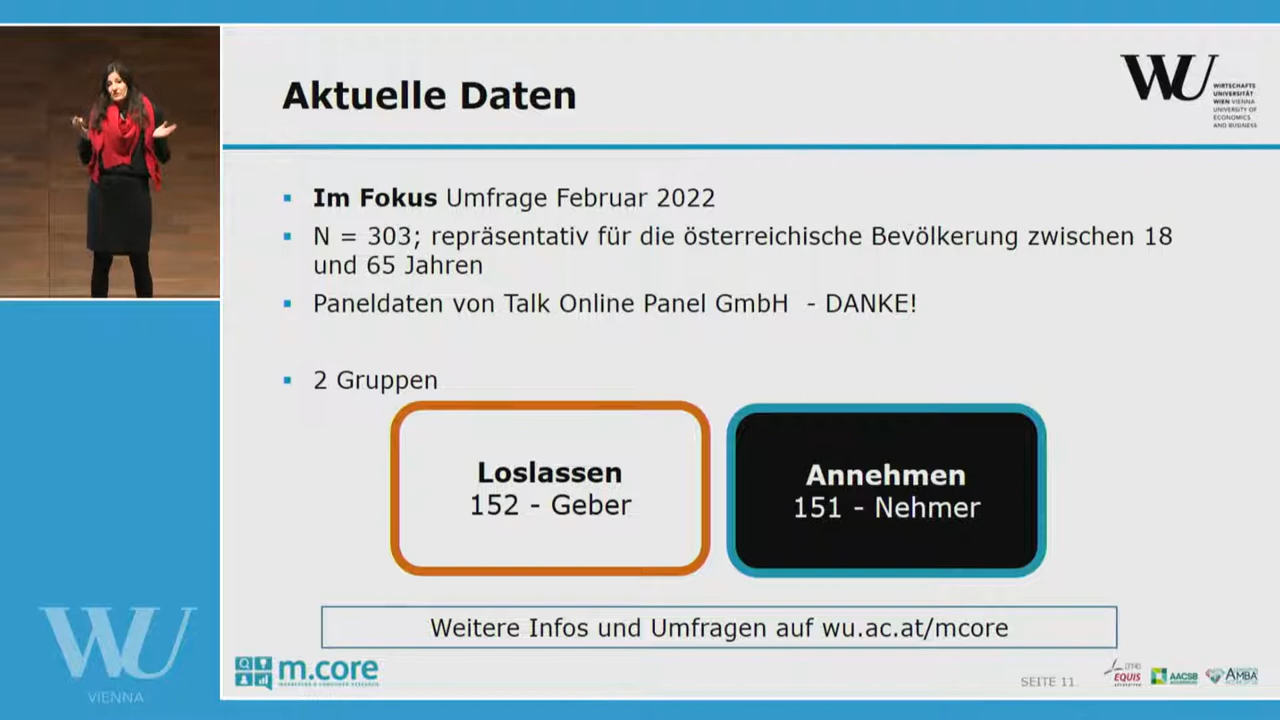 Aktuelle Daten
WU
WIRTSCHAFTS
UNIVERSITÄT
WIEN VIENNA
UNIVERSITY OF
ECONOMICS
AND BUSINESS
Im Fokus Umfrage Februar 2022
N = 303; repräsentativ für die österreichische Bevölkerung zwischen 18
und 65 Jahren
Paneldaten von Talk Online Panel GmbH - DANKE!
2 Gruppen
Loslassen
152 - Geber
Annehmen
151 - Nehmer
Weitere Infos und Umfragen auf wu.ac.at/mcore
WU
VIENNA
m.core
SEITE 11
EQUIS
AACSB
AMBA